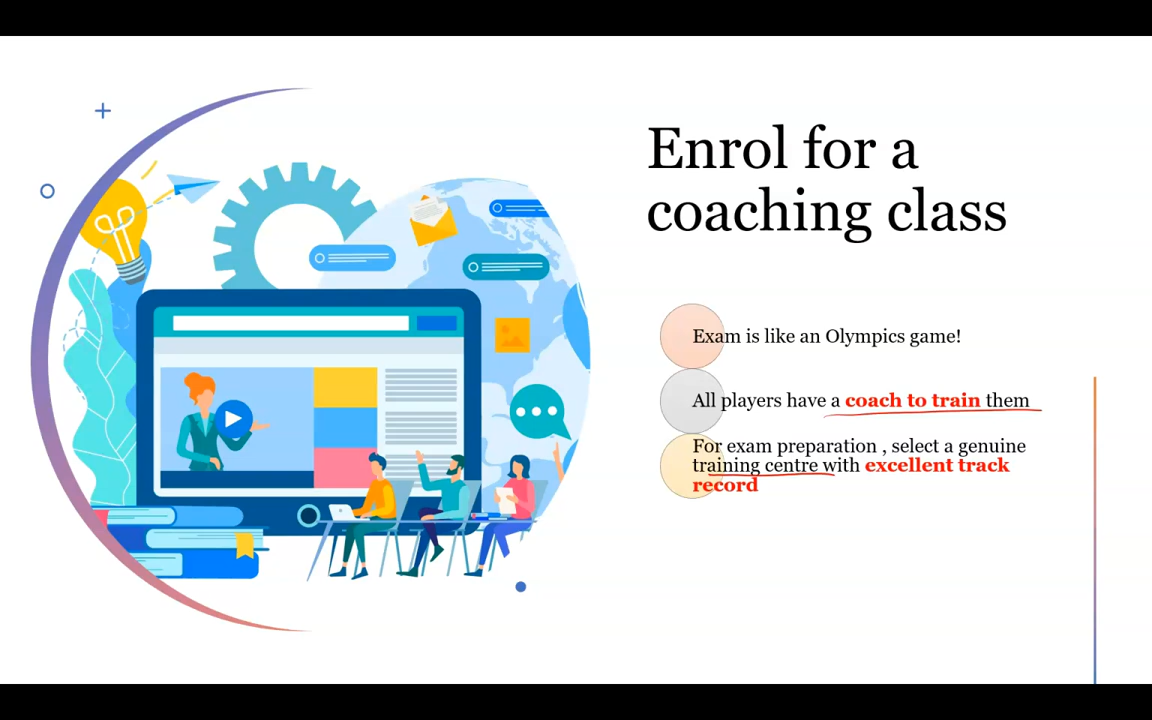 Enrol for a
coaching class
Exam is like an Olympics game!
All players have a coach to train them
For exam preparation , select a genuine
training centre with excellent track
record